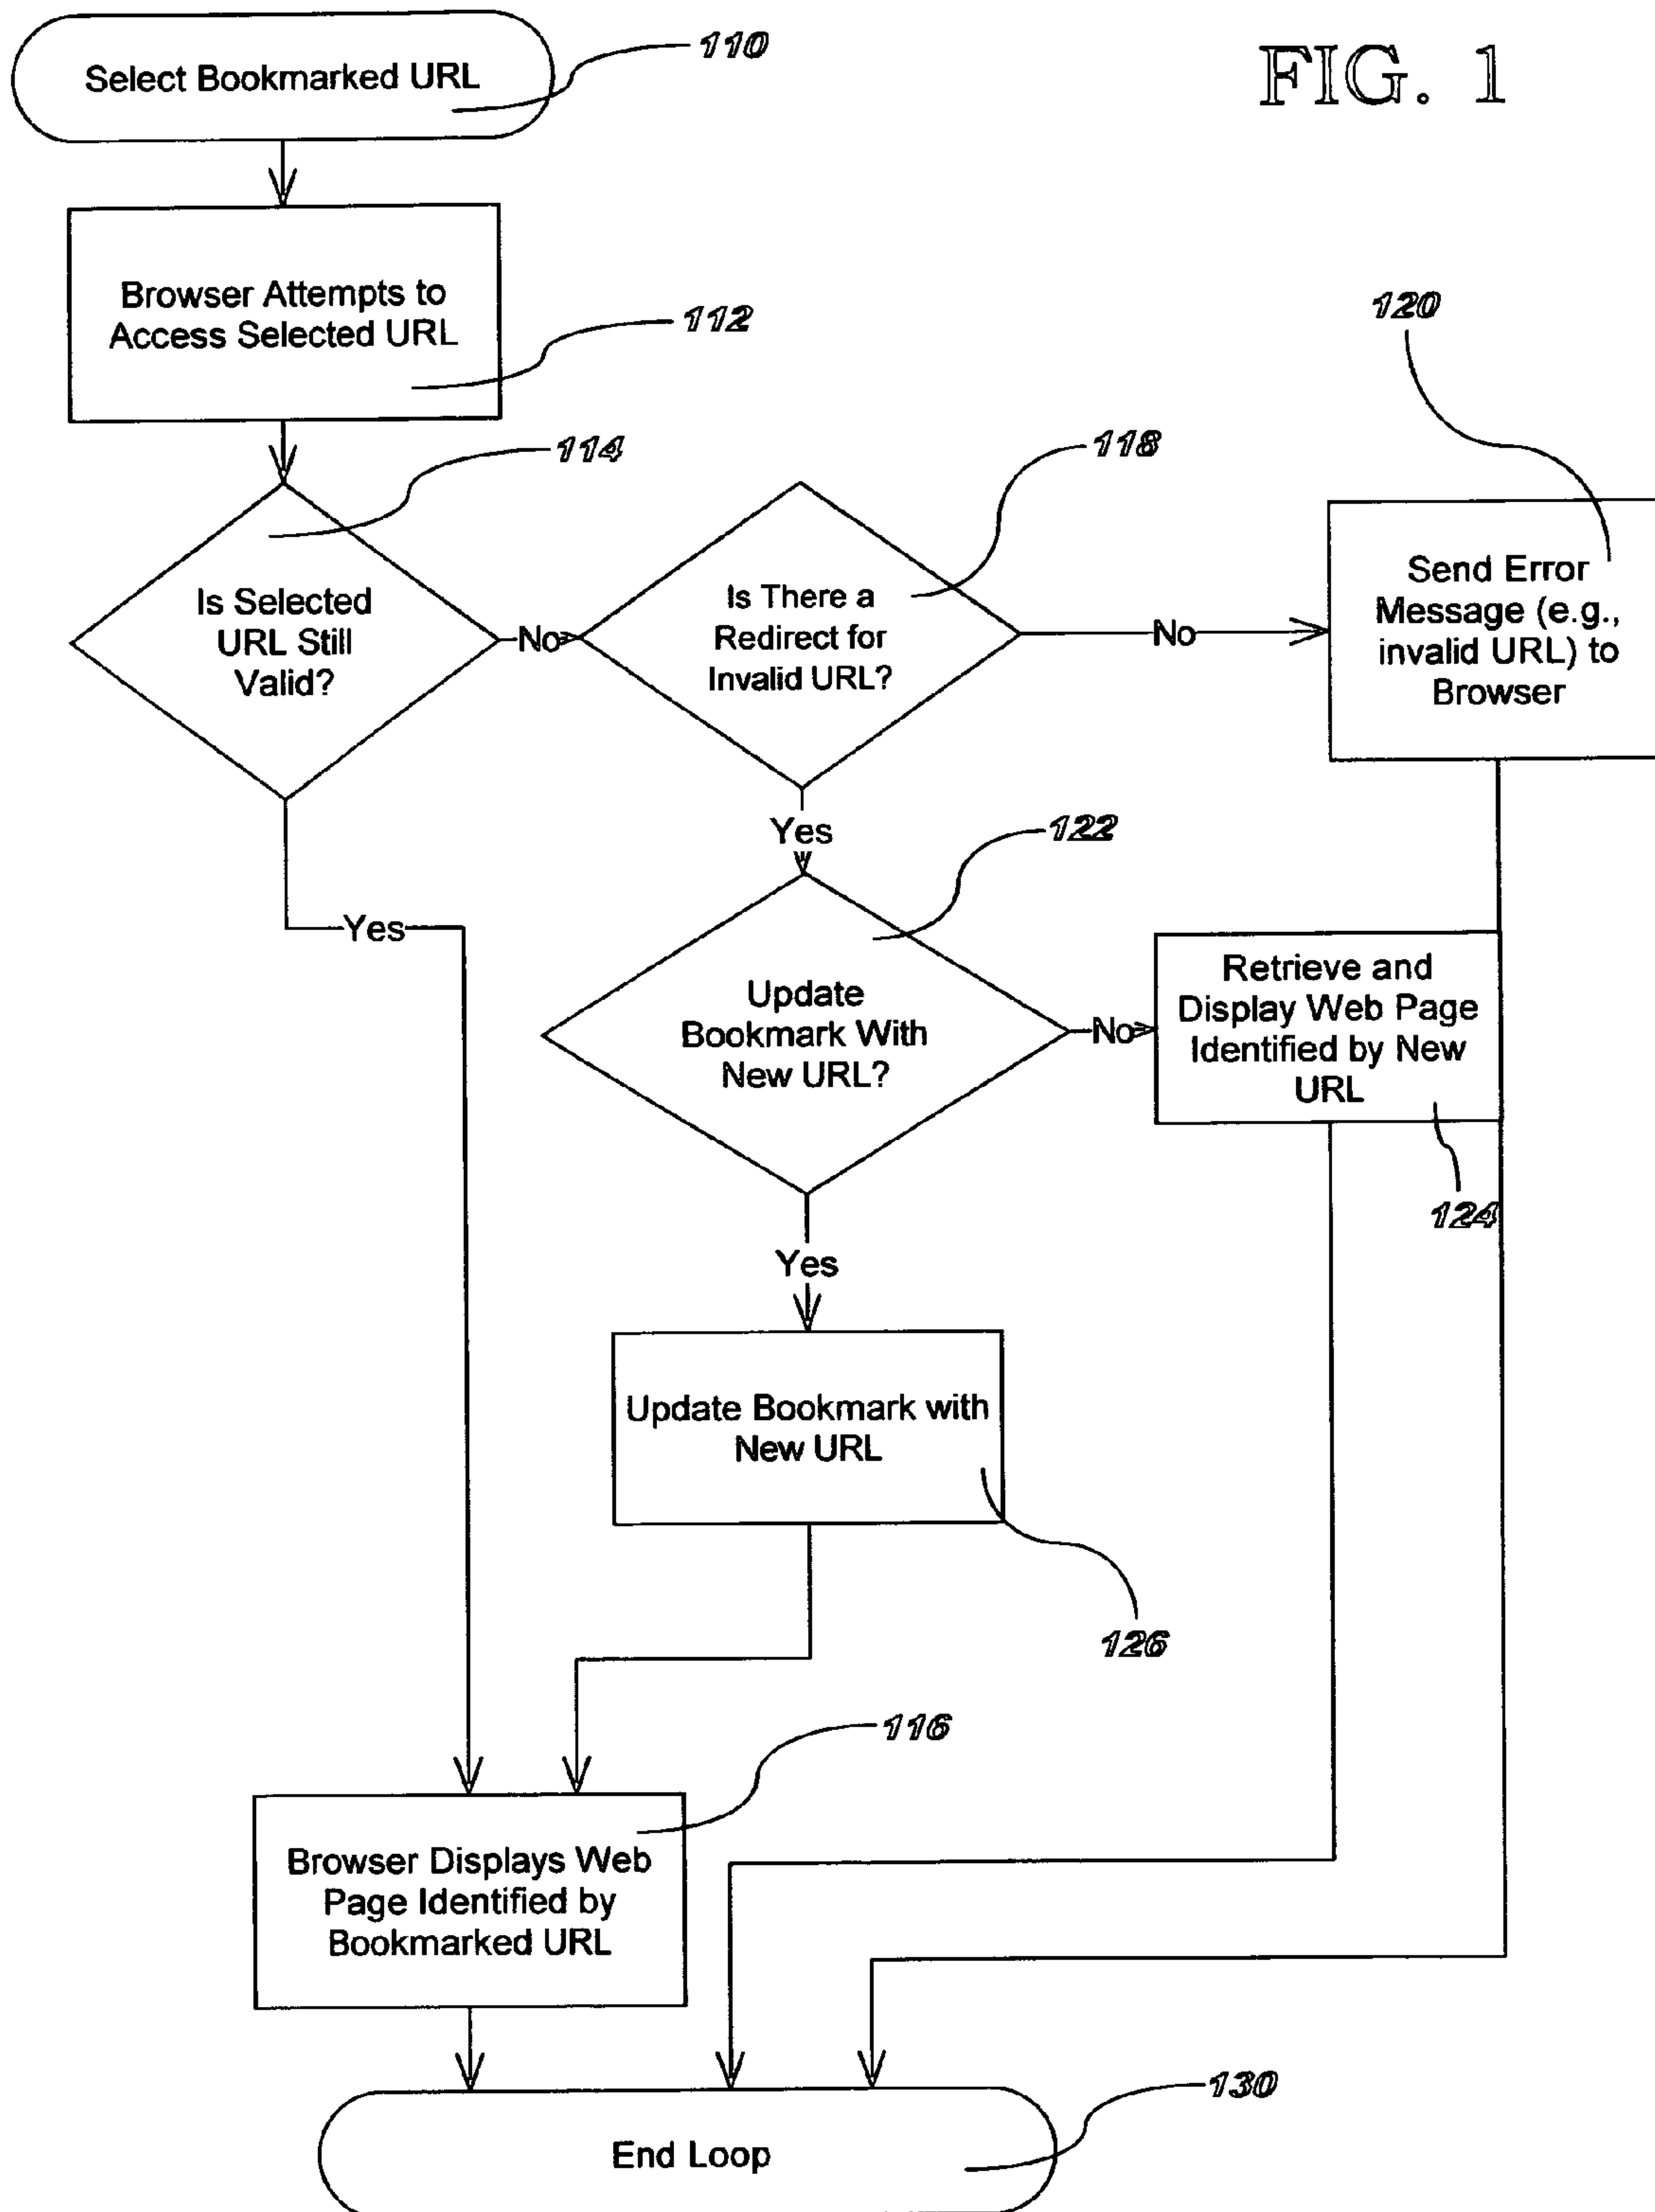 FIG. 1
Select Bookmarked URL
110
Browser Attempts to
Access Selected URL
112
114
Is Selected
URL Still
Valid?
No
118
Is There a
Redirect for
Invalid URL?
No
120
Send Error
Message (e.g.,
invalid URL) to
Browser
Yes
Yes
122
Update
Bookmark With
New URL?
No
Retrieve and
Display Web Page
Identified by New
URL
124
Yes
Update Bookmark with
New URL
126
116
Browser Displays Web
Page Identified by
Bookmarked URL
130
End Loop